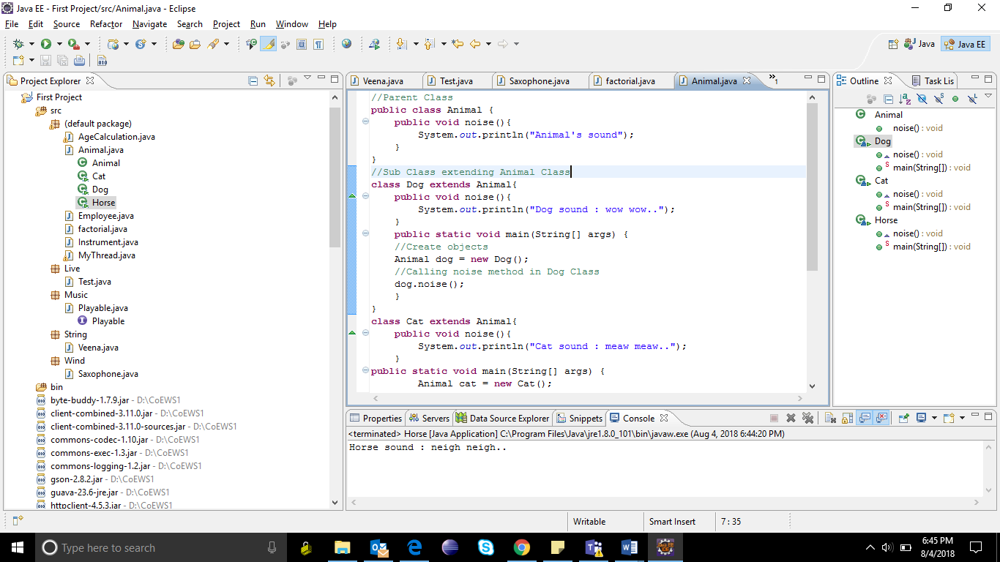 Java EE - First Project/src/Animal.java - Eclipse
File Edit Source Refactor Navigate Search Project Run Window Help
Java Java EE
Project Explorer
First Project
src
(default package)
AgeCalculation.java
Animal.java
Animal
Cat
Dog
Horse
Employee.java
factorial.java
Instrument.java
MyThread.java
Live
Test.java
Music
Playable.java
Playable
String
Veena.java
Wind
Saxophone.java
bin
byte-buddy-1.7.9.jar - D:\CoEWS1
client-combined-3.11.0.jar - D:\CoEWS1
client-combined-3.11.0-sources.jar - D:\CoEWS1
commons-codec-1.10.jar - D:\CoEWS1
commons-exec-1.3.jar - D:\CoEWS1
commons-logging-1.2.jar - D:\CoEWS1
gson-2.8.2.jar - D:\CoEWS1
guava-23.6-jre.jar - D:\CoEWS1
httpclient-4.5.3.jar - D:\CoEWS1
Veena.java Test.java Saxophone.java factorial.java Animal.java »1
//Parent Class
public class Animal {
public void noise(){
System.out.println("Animal's sound");
}
}
//Sub Class extending Animal Class
class Dog extends Animal{
public void noise(){
System.out.println("Dog sound : wow wow..");
}
public static void main(String[] args) {
//Create objects
Animal dog = new Dog();
//Calling noise method in Dog Class
dog.noise();
}
}
class Cat extends Animal{
public void noise(){
System.out.println("Cat sound : meaw meaw..");
}
public static void main(String[] args) {
Animal cat = new Cat();
Outline Task Lis
Animal
noise() : void
Dog
noise() : void
main(String[]) : void
Cat
noise() : void
main(String[]) : void
Horse
noise() : void
main(String[]) : void
Properties Servers Data Source Explorer Snippets Console
<terminated> Horse [Java Application] C:\Program Files\Java\jre1.8.0_101\bin\javaw.exe (Aug 4, 2018 6:44:20 PM)
Horse sound : neigh neigh..
Writable Smart Insert 7 : 35
Type here to search
6:45 PM
8/4/2018